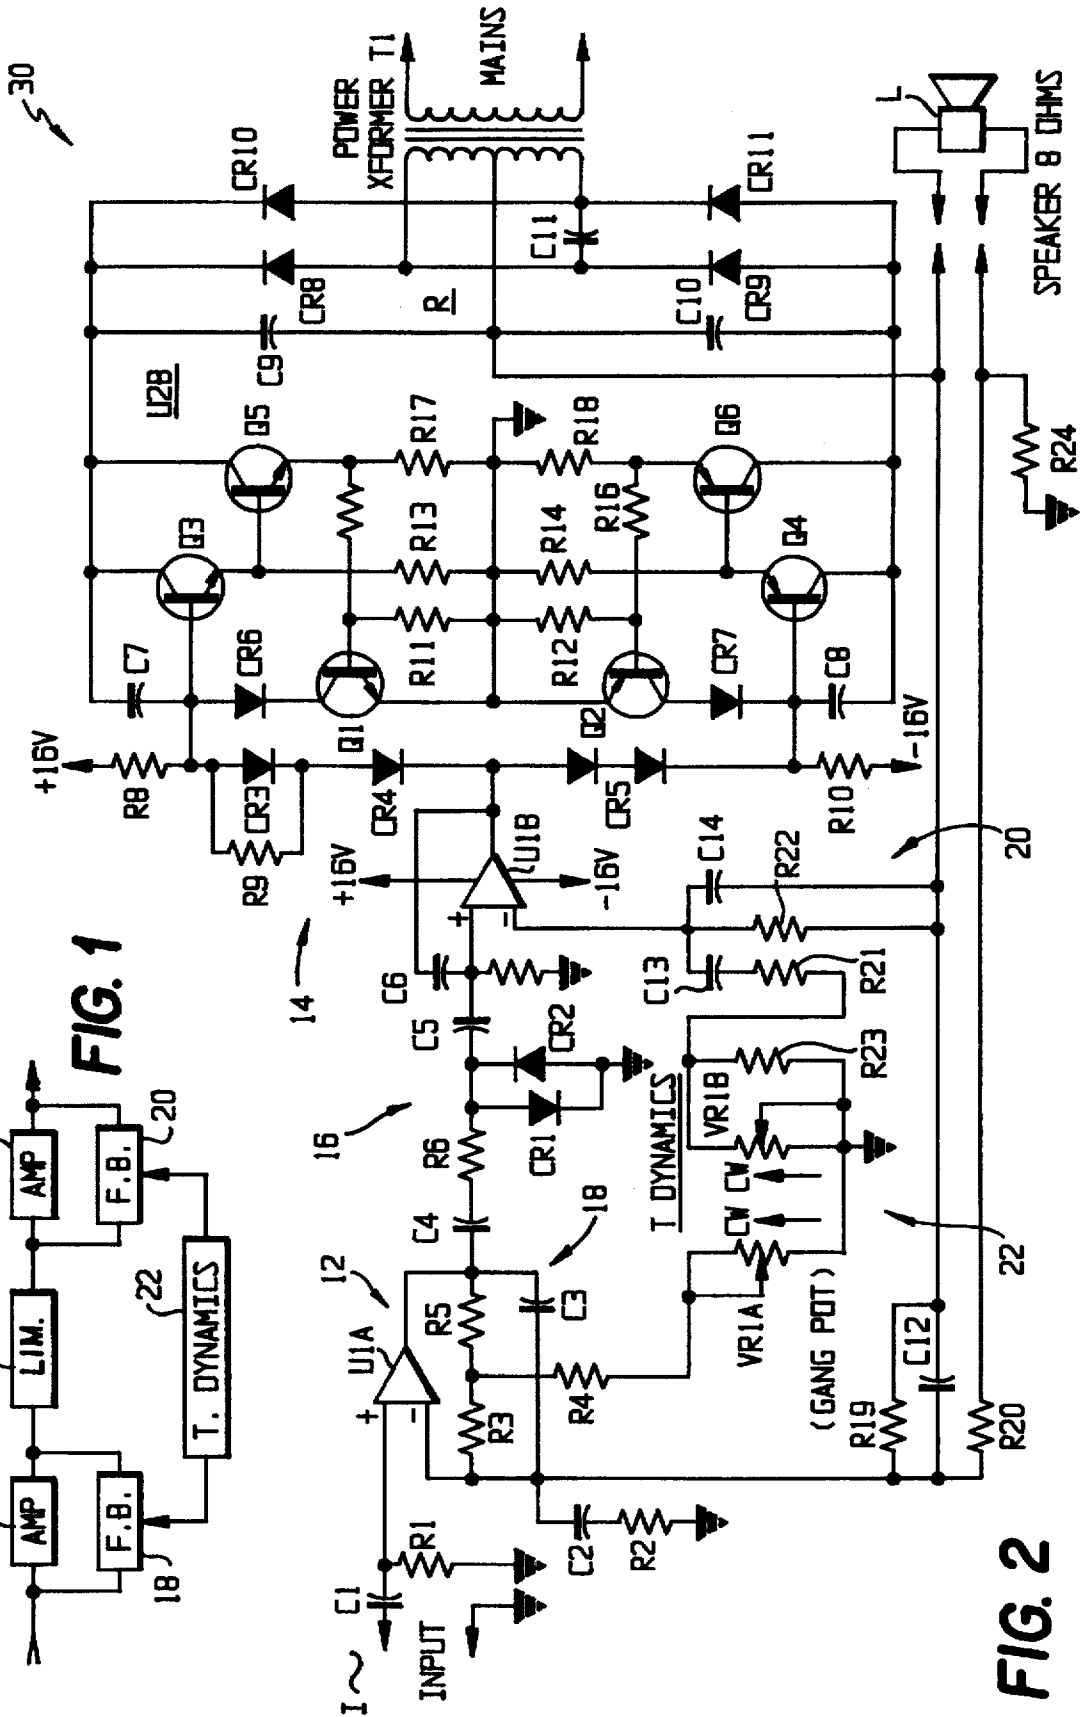 AMP
LIM.
AMP
F.B.
18
22
T. DYNAMICS
F.B.
20
FIG. 1
30
I
INPUT
C1
R1
C2
R2
U1A
+
-
12
R3
R5
R4
C3
18
C4
R6
16
CR1
CR2
C5
C6
14
+
-
U1B
+16V
-16V
+16V
R8
R9
CR3
CR4
CR5
R10
-16V
C7
CR6
Q1
Q2
CR7
C8
Q3
Q4
R11
R12
R13
R14
R16
R17
R18
Q5
Q6
U2B
C9
C10
R
CR8
CR9
CR10
CR11
C11
POWER
XFORMER T1
MAINS
T DYNAMICS
VR1A
CW
CW
VR1B
(GANG POT)
R23
C13
R21
R22
C14
20
22
R19
C12
R20
R24
L
SPEAKER 8 OHMS
FIG. 2